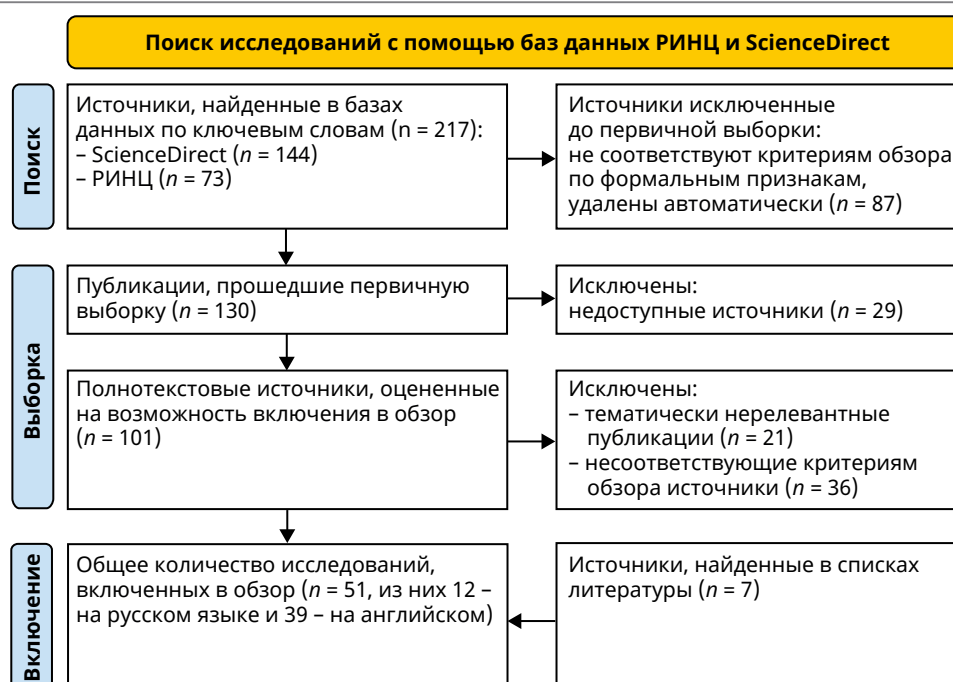 Поиск исследований с помощью баз данных РИНЦ и ScienceDirect
Поиск
Источники, найденные в базах
данных по ключевым словам (n = 217):
– ScienceDirect (n = 144)
– РИНЦ (n = 73)
Источники исключенные
до первичной выборки:
не соответствуют критериям обзора
по формальным признакам,
удалены автоматически (n = 87)
Выборка
Публикации, прошедшие первичную
выборку (n = 130)
Исключены:
недоступные источники (n = 29)
Полнотекстовые источники, оцененные
на возможность включения в обзор
(n = 101)
Исключены:
– тематически нерелевантные
публикации (n = 21)
– несоответствующие критериям
обзора источники (n = 36)
Включение
Общее количество исследований,
включенных в обзор (n = 51, из них 12 –
на русском языке и 39 – на английском)
Источники, найденные в списках
литературы (n = 7)